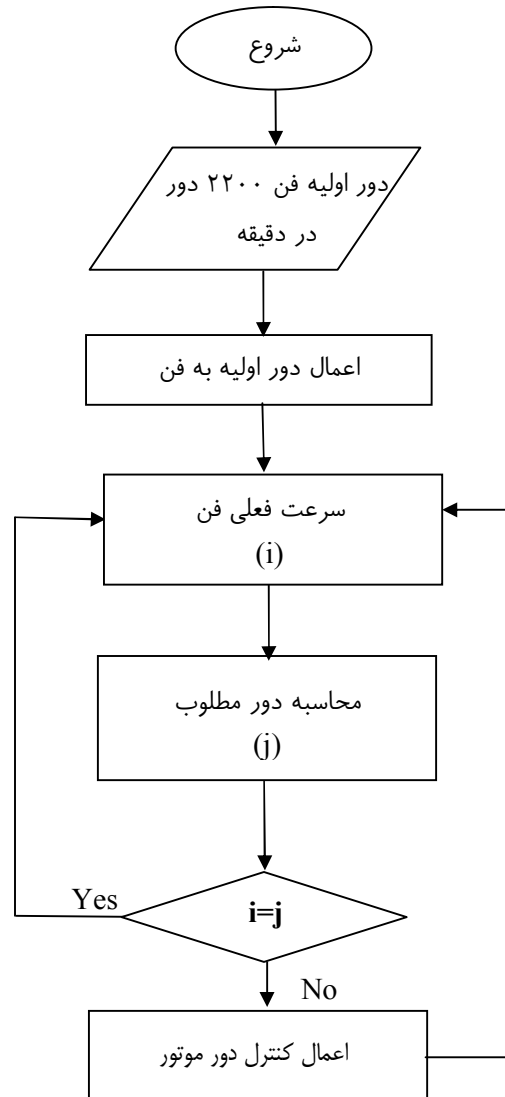 شروع
دور اولیه فن ۲۲۰۰ دور
در دقیقه
اعمال دور اولیه به فن
سرعت فعلی فن
(i)
محاسبه دور مطلوب
(j)
Yes
i=j
No
اعمال کنترل دور موتور